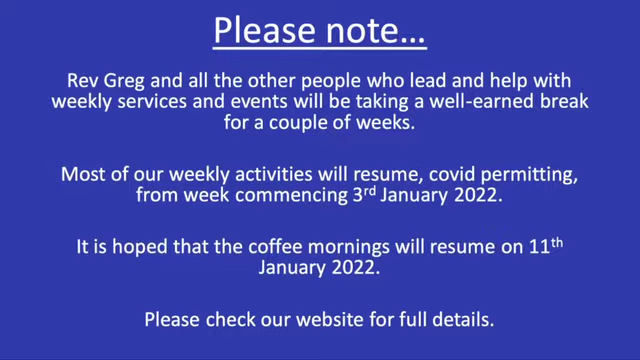 Please note…
Rev Greg and all the other people who lead and help with
weekly services and events will be taking a well-earned break
for a couple of weeks.
Most of our weekly activities will resume, covid permitting,
from week commencing 3rd January 2022.
It is hoped that the coffee mornings will resume on 11th
January 2022.
Please check our website for full details.